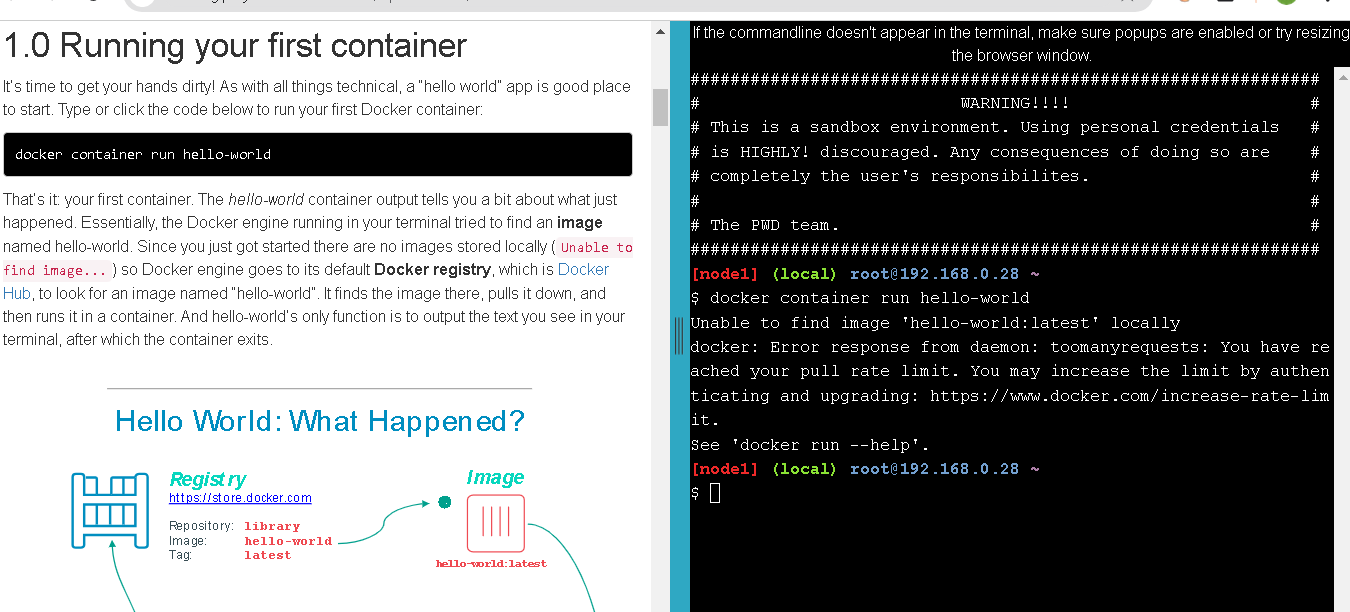 1.0 Running your first container
It's time to get your hands dirty! As with all things technical, a "hello world" app is good place
to start. Type or click the code below to run your first Docker container:
docker container run hello-world
That's it: your first container. The hello-world container output tells you a bit about what just
happened. Essentially, the Docker engine running in your terminal tried to find an image
named hello-world. Since you just got started there are no images stored locally ( Unable to
find image... ) so Docker engine goes to its default Docker registry, which is Docker
Hub, to look for an image named "hello-world". It finds the image there, pulls it down, and
then runs it in a container. And hello-world's only function is to output the text you see in your
terminal, after which the container exits.
Hello World: What Happened?
Registry
https://store.docker.com
Repository: library
Image: hello-world
Tag: latest
Image
hello-world:latest
If the commandline doesn't appear in the terminal, make sure popups are enabled or try resizing
the browser window.
###############################################################
# WARNING!!!! #
# This is a sandbox environment. Using personal credentials #
# is HIGHLY! discouraged. Any consequences of doing so are #
# completely the user's responsibilites. #
# #
# The PWD team. #
###############################################################
[node1] (local) root@192.168.0.28 ~
$ docker container run hello-world
Unable to find image 'hello-world:latest' locally
docker: Error response from daemon: toomanyrequests: You have re
ached your pull rate limit. You may increase the limit by authen
ticating and upgrading: https://www.docker.com/increase-rate-lim
it.
See 'docker run --help'.
[node1] (local) root@192.168.0.28 ~
$